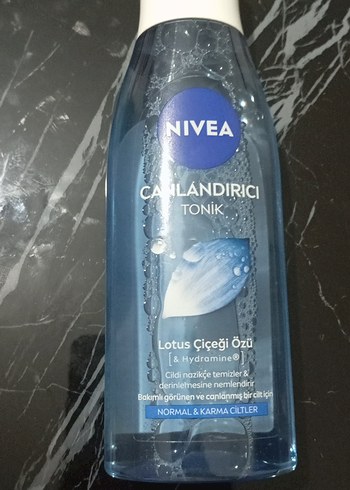 NIVEA
CANLANDIRICI
TONİK
Lotus Çiçeği Özü
[& Hydramine®]
Cildi nazikçe temizler &
derinlemesine nemlendirir
Bakımlı görünen ve canlanmış bir cilt için
NORMAL & KARMA CİLTLER